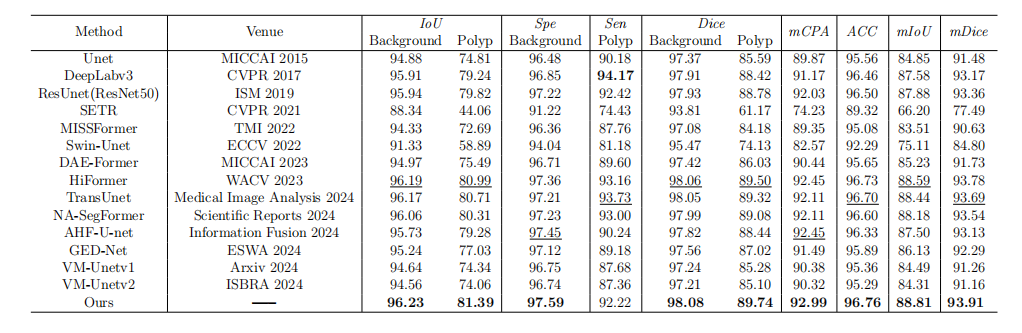 Method Venue IoU Spe Sen Dice mCPA ACC mIoU mDice
Background Polyp Background Polyp Background Polyp
Unet MICCAI 2015 94.88 74.81 96.48 90.18 97.37 85.59 89.87 95.56 84.85 91.48
DeepLabv3 CVPR 2017 95.91 79.24 96.85 94.17 97.91 88.42 91.17 96.46 87.58 93.17
ResUnet(ResNet50) ISM 2019 95.94 79.82 97.22 92.42 97.93 88.78 92.03 96.50 87.88 93.36
SETR CVPR 2021 88.34 44.06 91.22 74.43 93.81 61.17 74.23 89.32 66.20 77.49
MISSFormer TMI 2022 94.33 72.69 96.36 87.76 97.08 84.18 89.35 95.08 83.51 90.63
Swin-Unet ECCV 2022 91.33 58.89 94.04 81.18 95.47 74.13 82.57 92.29 75.11 84.80
DAE-Former MICCAI 2023 94.97 75.49 96.71 89.60 97.42 86.03 90.44 95.65 85.23 91.73
HiFormer WACV 2023 96.19 80.99 97.36 93.16 98.06 89.50 92.45 96.73 88.59 93.78
TransUnet Medical Image Analysis 2024 96.17 80.71 97.21 93.73 98.05 89.32 92.11 96.70 88.44 93.69
NA-SegFormer Scientific Reports 2024 96.06 80.31 97.23 93.00 97.99 89.08 92.11 96.60 88.18 93.54
AHF-U-net Information Fusion 2024 95.73 79.28 97.45 90.24 97.82 88.44 92.45 96.33 87.50 93.13
GED-Net ESWA 2024 95.24 77.03 97.12 89.18 97.56 87.02 91.49 95.89 86.13 92.29
VM-Unetv1 Arxiv 2024 94.64 74.34 96.75 87.68 97.24 85.28 90.38 95.36 84.49 91.26
VM-Unetv2 ISBRA 2024 94.56 74.06 96.74 87.36 97.21 85.10 90.32 95.29 84.31 91.16
Ours — 96.23 81.39 97.59 92.22 98.08 89.74 92.99 96.76 88.81 93.91